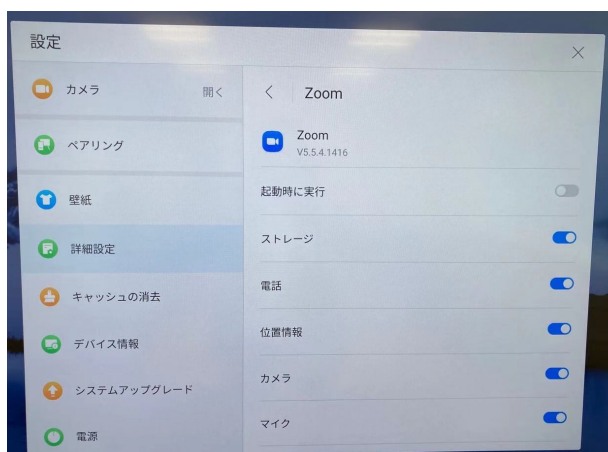 設定
カメラ
開く
ペアリング
壁紙
詳細設定
キャッシュの消去
デバイス情報
システムアップグレード
電源
Zoom
Zoom
V5.5.4.1416
起動時に実行
ストレージ
電話
位置情報
カメラ
マイク